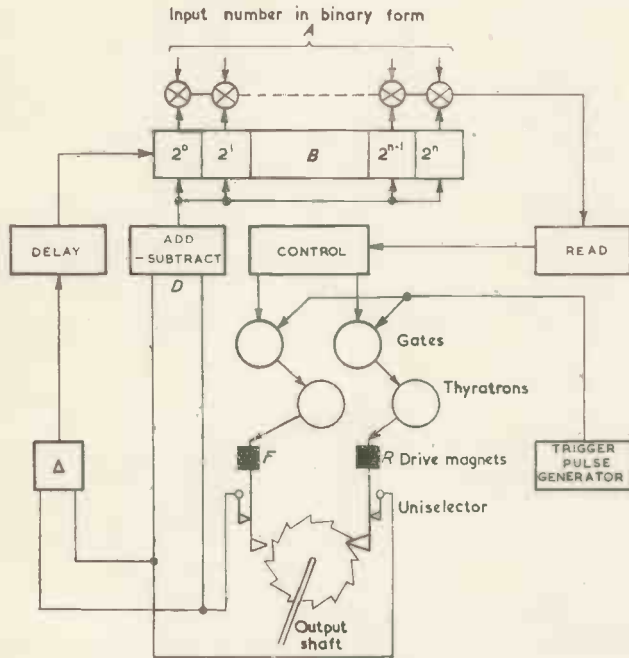 Input number in binary form
A
2⁰ 2¹ B 2ⁿ⁻¹ 2ⁿ
DELAY
ADD
-SUBTRACT
D
CONTROL
READ
Gates
Thyratrons
Δ
F
R Drive magnets
TRIGGER
PULSE
GENERATOR
Uniselector
Output
shaft